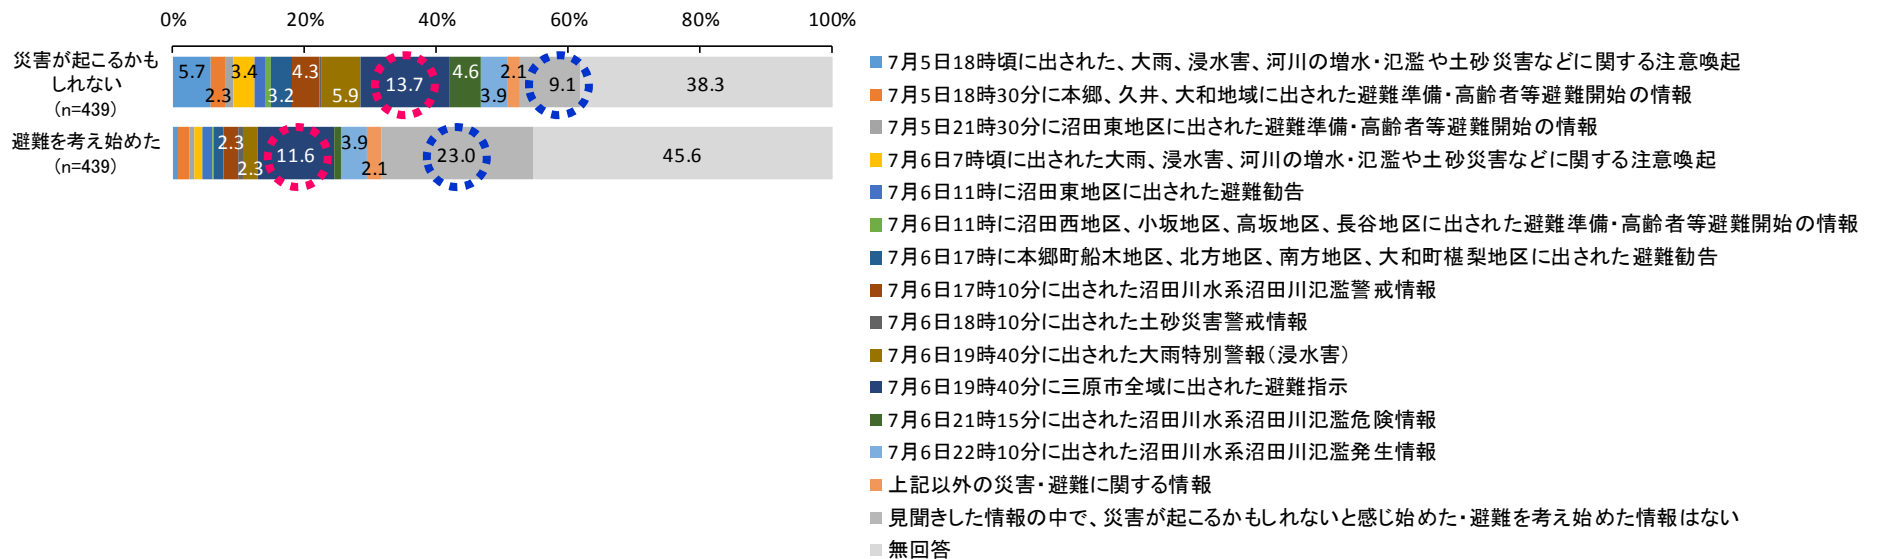 0% 20% 40% 60% 80% 100%
災害が起こるかも
しれない
(n=439)
5.7 2.3 3.4 3.2 4.3 5.9 13.7 4.6 3.9 2.1 9.1 38.3
避難を考え始めた
(n=439)
2.3 2.3 11.6 3.9 2.1 23.0 45.6
7月5日18時頃に出された、大雨、浸水害、河川の増水・氾濫や土砂災害などに関する注意喚起
7月5日18時30分に本郷、久井、大和地域に出された避難準備・高齢者等避難開始の情報
7月5日21時30分に沼田東地区に出された避難準備・高齢者等避難開始の情報
7月6日7時頃に出された大雨、浸水害、河川の増水・氾濫や土砂災害などに関する注意喚起
7月6日11時に沼田東地区に出された避難勧告
7月6日11時に沼田西地区、小坂地区、高坂地区、長谷地区に出された避難準備・高齢者等避難開始の情報
7月6日17時に本郷町船木地区、北方地区、南方地区、大和町椹梨地区に出された避難勧告
7月6日17時10分に出された沼田川水系沼田川氾濫警戒情報
7月6日18時10分に出された土砂災害警戒情報
7月6日19時40分に出された大雨特別警報(浸水害)
7月6日19時40分に三原市全域に出された避難指示
7月6日21時15分に出された沼田川水系沼田川氾濫危険情報
7月6日22時10分に出された沼田川水系沼田川氾濫発生情報
上記以外の災害・避難に関する情報
見聞きした情報の中で、災害が起こるかもしれないと感じ始めた・避難を考え始めた情報はない
無回答